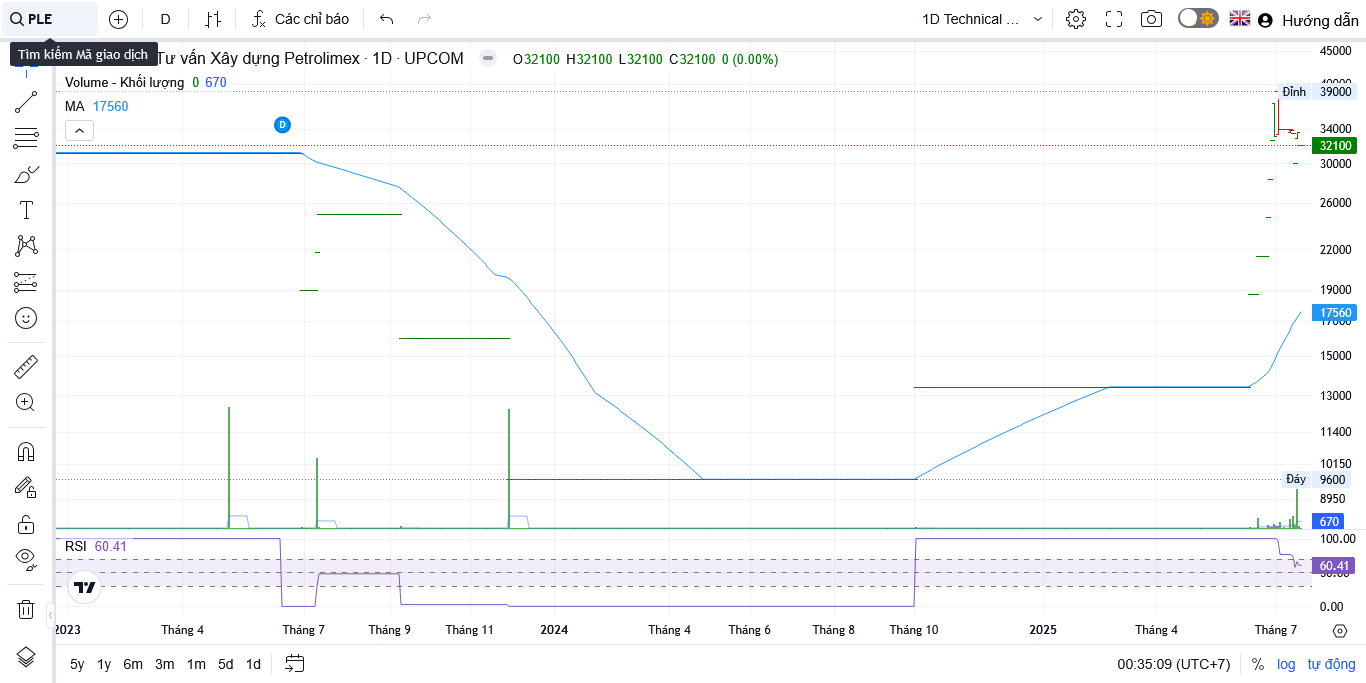 PLE
D
Các chỉ báo
1D Technical ...
Hướng dẫn
Tìm kiếm Mã giao dịch
Tư vấn Xây dựng Petrolimex · 1D · UPCOM
O32100 H32100 L32100 C32100 0 (0.00%)
Volume - Khối lượng 0 670
MA 17560
D
45000
Đỉnh 39000
34000
32100
30000
26000
22000
19000
17560
15000
13000
11400
10150
Đáy 9600
8950
670
RSI 60.41
100.00
60.41
0.00
2023 Tháng 4 Tháng 7 Tháng 9 Tháng 11 2024 Tháng 4 Tháng 6 Tháng 8 Tháng 10 2025 Tháng 4 Tháng 7
5y 1y 6m 3m 1m 5d 1d
00:35:09 (UTC+7) % log tự động